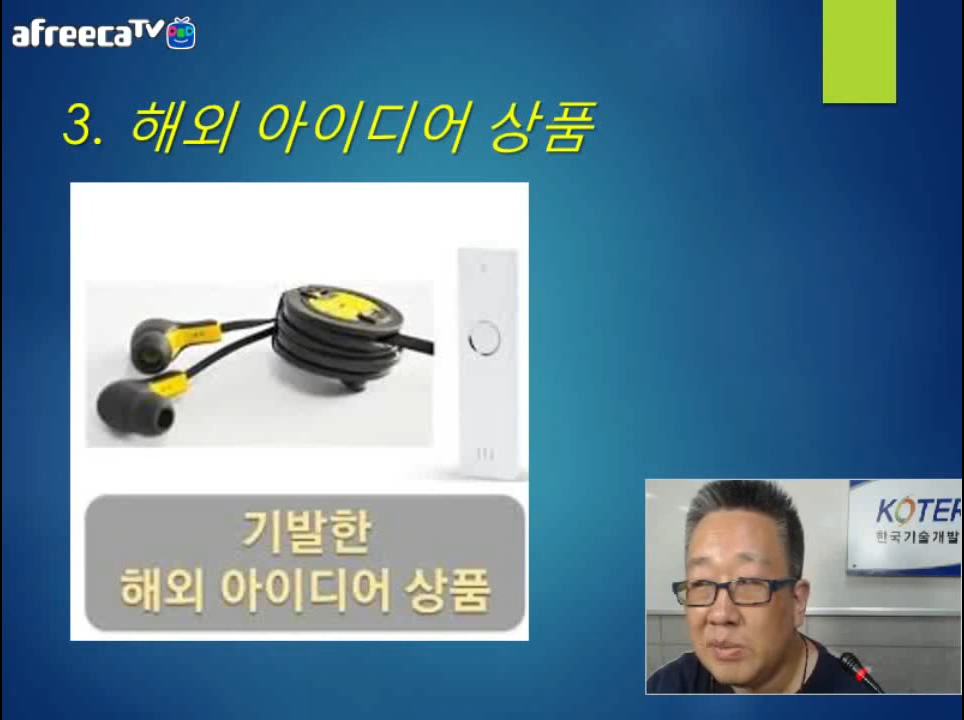 afreecaTV
3. 해외 아이디어 상품
기발한
해외 아이디어 상품
KOTER
한국기술개발